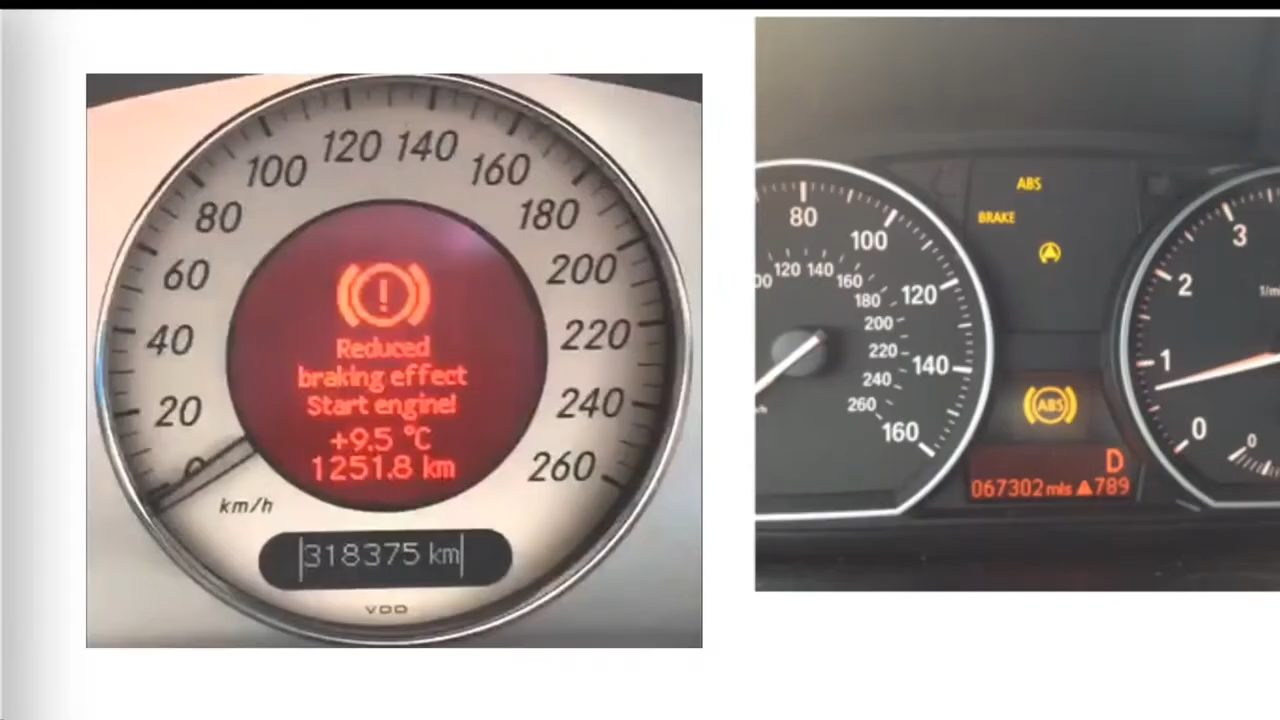 20
40
60
80
100
120
140
160
180
200
220
240
260
0
km/h
Reduced
braking effect
Start engine!
+9.5 °C
1251.8 km
318375 km
VDO
80
100
120
140
160
120
140
160
180
200
220
240
260
ABS
BRAKE
ABS
D
067302 mls ▲789
3
2
1
0
0